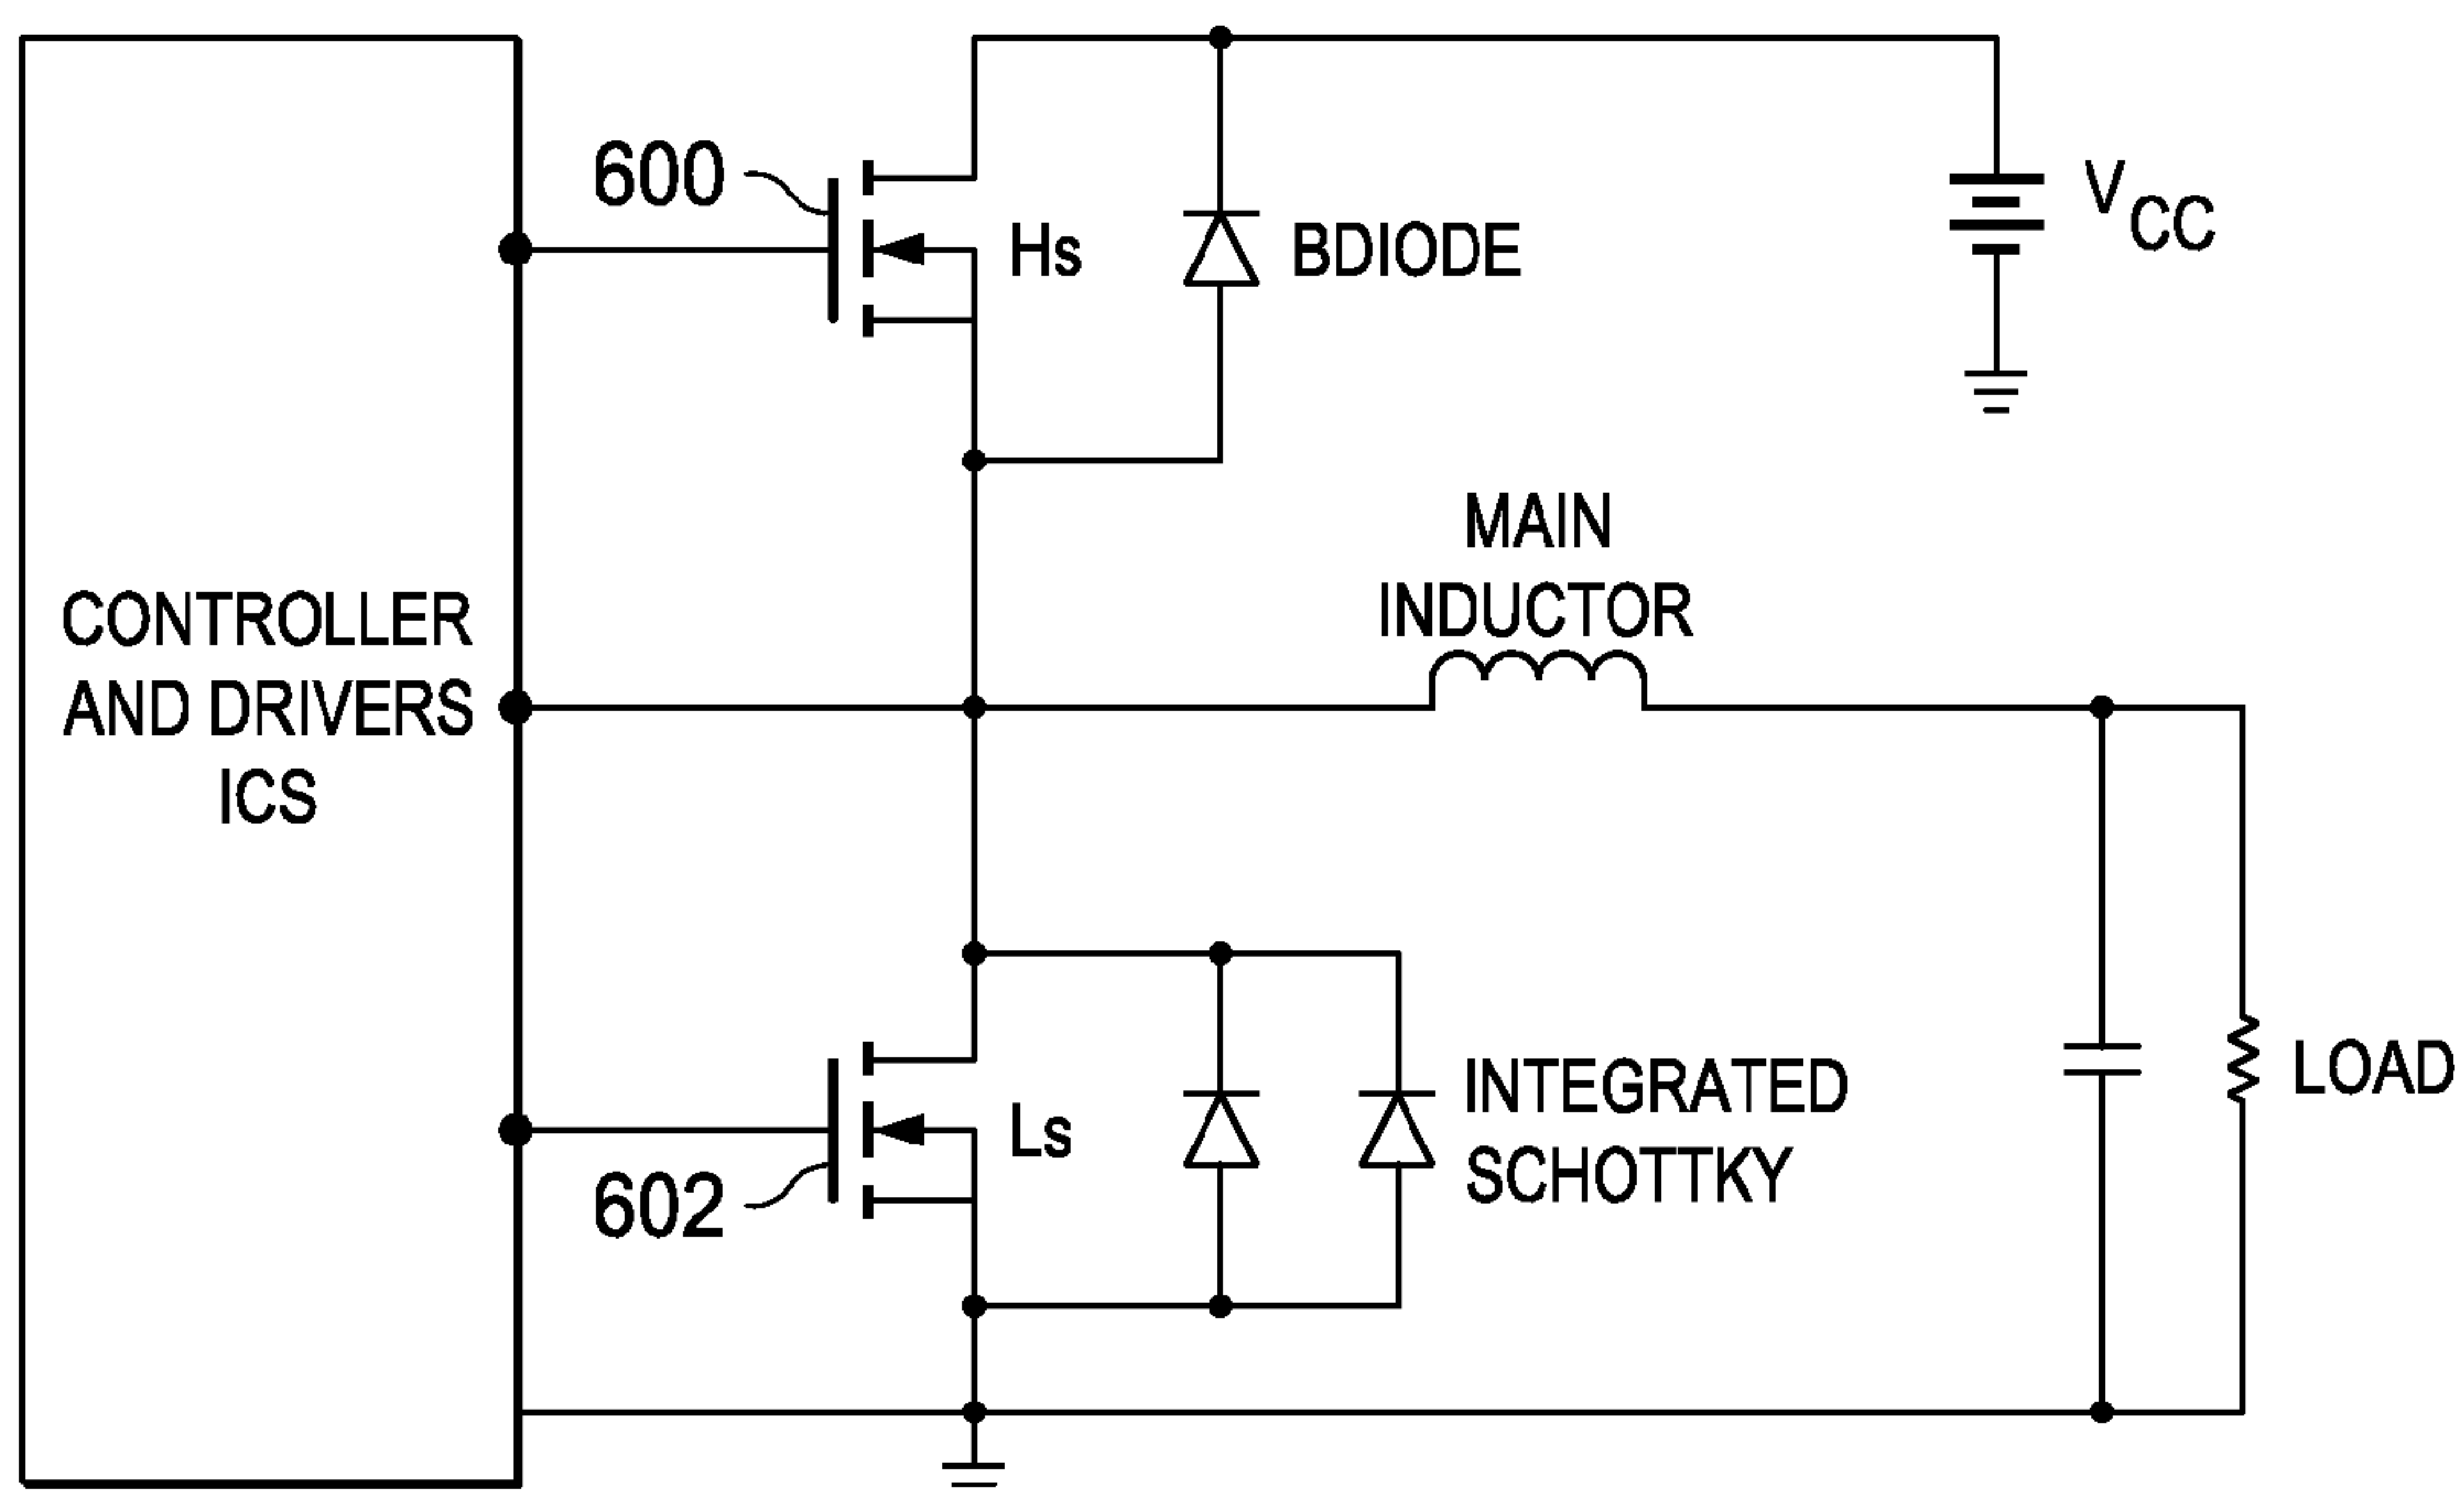 600
Hs
BDIODE
VCC
MAIN
INDUCTOR
CONTROLLER
AND DRIVERS
ICS
Ls
602
INTEGRATED
SCHOTTKY
LOAD